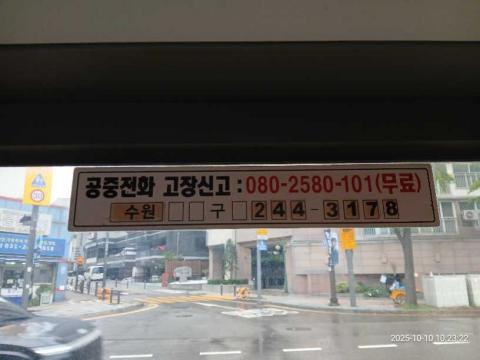 공중전화 고장신고 : 080-2580-101(무료)
수원 □□구 □244-3178
2025-10-10 10:23:22